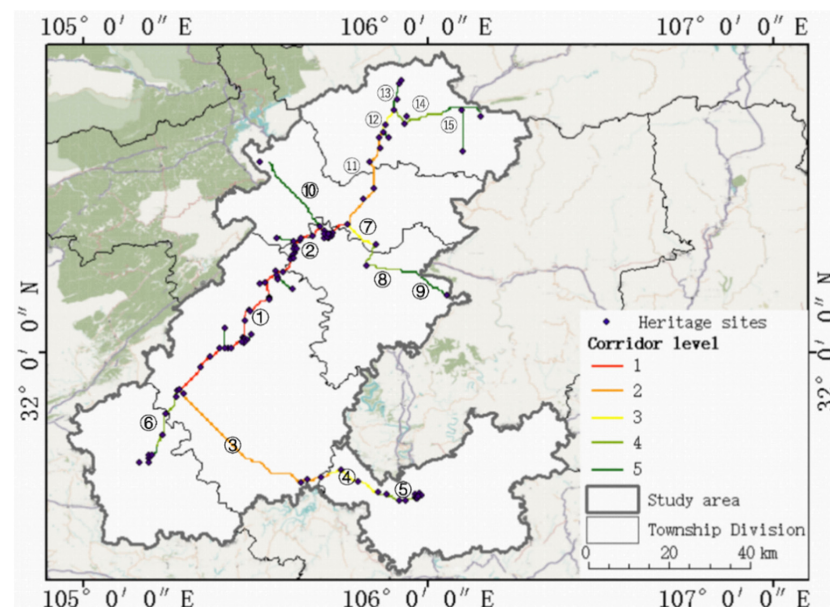 105° 0′ 0″ E 106° 0′ 0″ E 107° 0′ 0″ E
⑬
⑭
⑫
⑮
⑪
⑩
⑦
②
⑧ ⑨
①
32° 0′ 0″ N
32° 0′ 0″ N
Heritage sites
Corridor level
1
2
3
4
5
⑥
③
④
⑤
Study area
Township Division
0 20 40
km
105° 0′ 0″ E 106° 0′ 0″ E 107° 0′ 0″ E